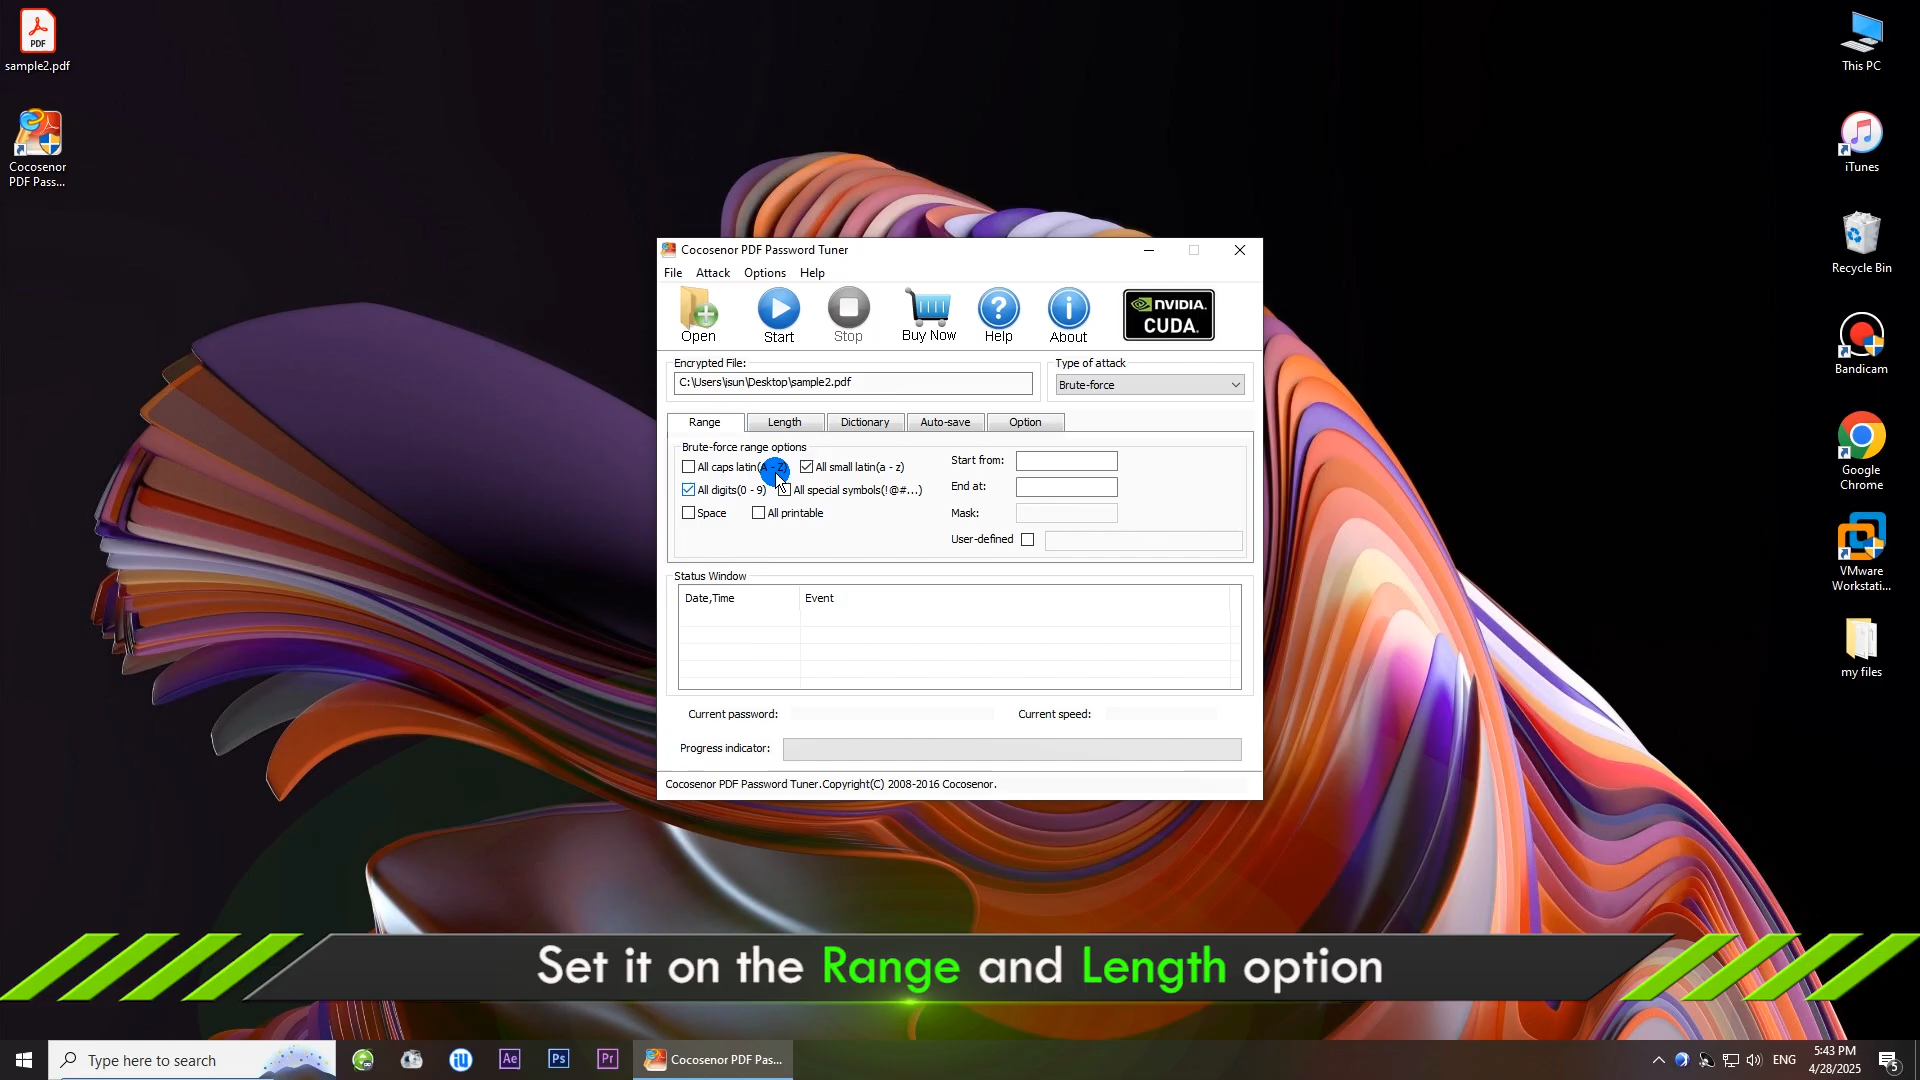 sample2.pdf
PDF
Cocosenor
PDF Pass...
This PC
iTunes
Recycle Bin
Bandicam
Google
Chrome
VMware
Workstati...
my files
Cocosenor PDF Password Tuner
File Attack Options Help
Open Start Stop Buy Now Help About
NVIDIA.
CUDA.
Encrypted File:
C:\Users\isun\Desktop\sample2.pdf
Type of attack
Brute-force
Range Length Dictionary Auto-save Option
Brute-force range options
All caps latin(A - Z) All small latin(a - z)
All digits(0 - 9) All special symbols(!@#...)
Space All printable
Start from:
End at:
Mask:
User-defined
Status Window
Date,Time Event
Current password: Current speed:
Progress indicator:
Cocosenor PDF Password Tuner.Copyright(C) 2008-2016 Cocosenor.
Set it on the Range and Length option
Type here to search
iU
Ae
Ps
Pr
Cocosenor PDF Pas...
ENG
5:43 PM
4/28/2025
5